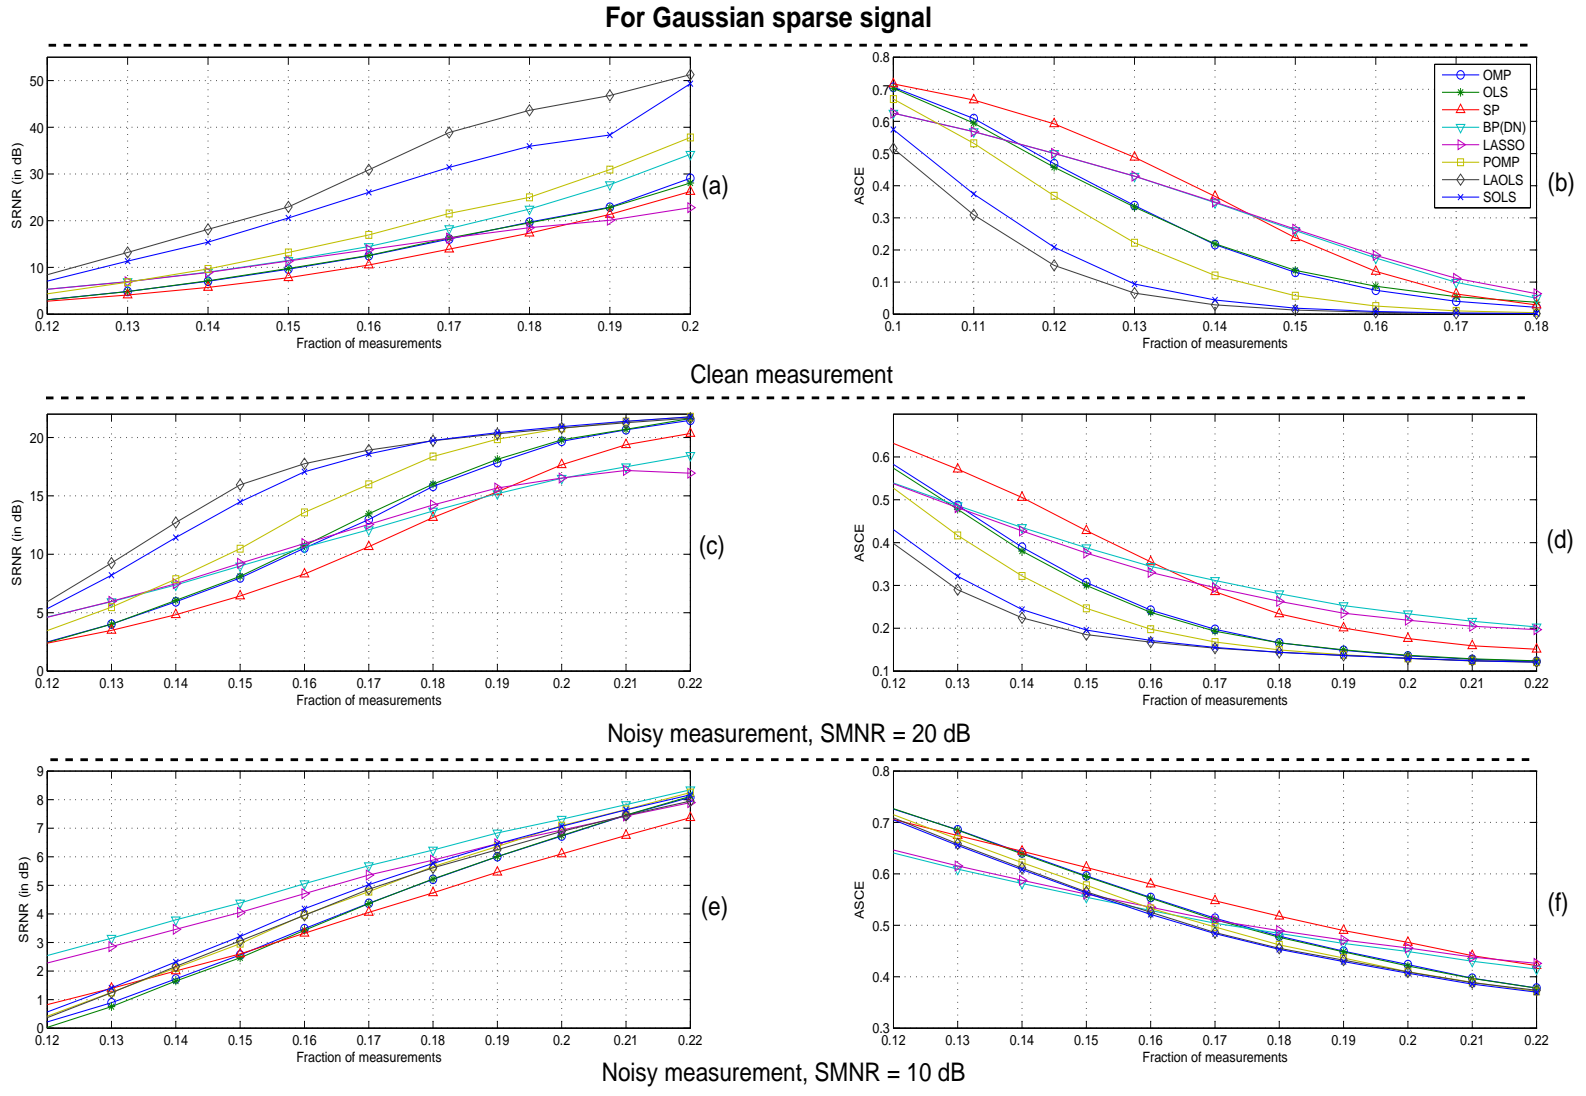 For Gaussian sparse signal
50
40
30
20
10
0
SRNR (in dB)
0.12 0.13 0.14 0.15 0.16 0.17 0.18 0.19 0.2
Fraction of measurements
(a)
0.8
0.7
0.6
0.5
0.4
0.3
0.2
0.1
0
ASCE
0.1 0.11 0.12 0.13 0.14 0.15 0.16 0.17 0.18
Fraction of measurements
OMP
OLS
SP
BP(DN)
LASSO
POMP
LAOLS
SOLS
(b)
Clean measurement
20
15
10
5
0
SRNR (in dB)
0.12 0.13 0.14 0.15 0.16 0.17 0.18 0.19 0.2 0.21 0.22
Fraction of measurements
(c)
0.6
0.5
0.4
0.3
0.2
0.1
ASCE
0.12 0.13 0.14 0.15 0.16 0.17 0.18 0.19 0.2 0.21 0.22
Fraction of measurements
(d)
Noisy measurement, SMNR = 20 dB
9
8
7
6
5
4
3
2
1
0
SRNR (in dB)
0.12 0.13 0.14 0.15 0.16 0.17 0.18 0.19 0.2 0.21 0.22
Fraction of measurements
(e)
0.8
0.7
0.6
0.5
0.4
0.3
ASCE
0.12 0.13 0.14 0.15 0.16 0.17 0.18 0.19 0.2 0.21 0.22
Fraction of measurements
(f)
Noisy measurement, SMNR = 10 dB